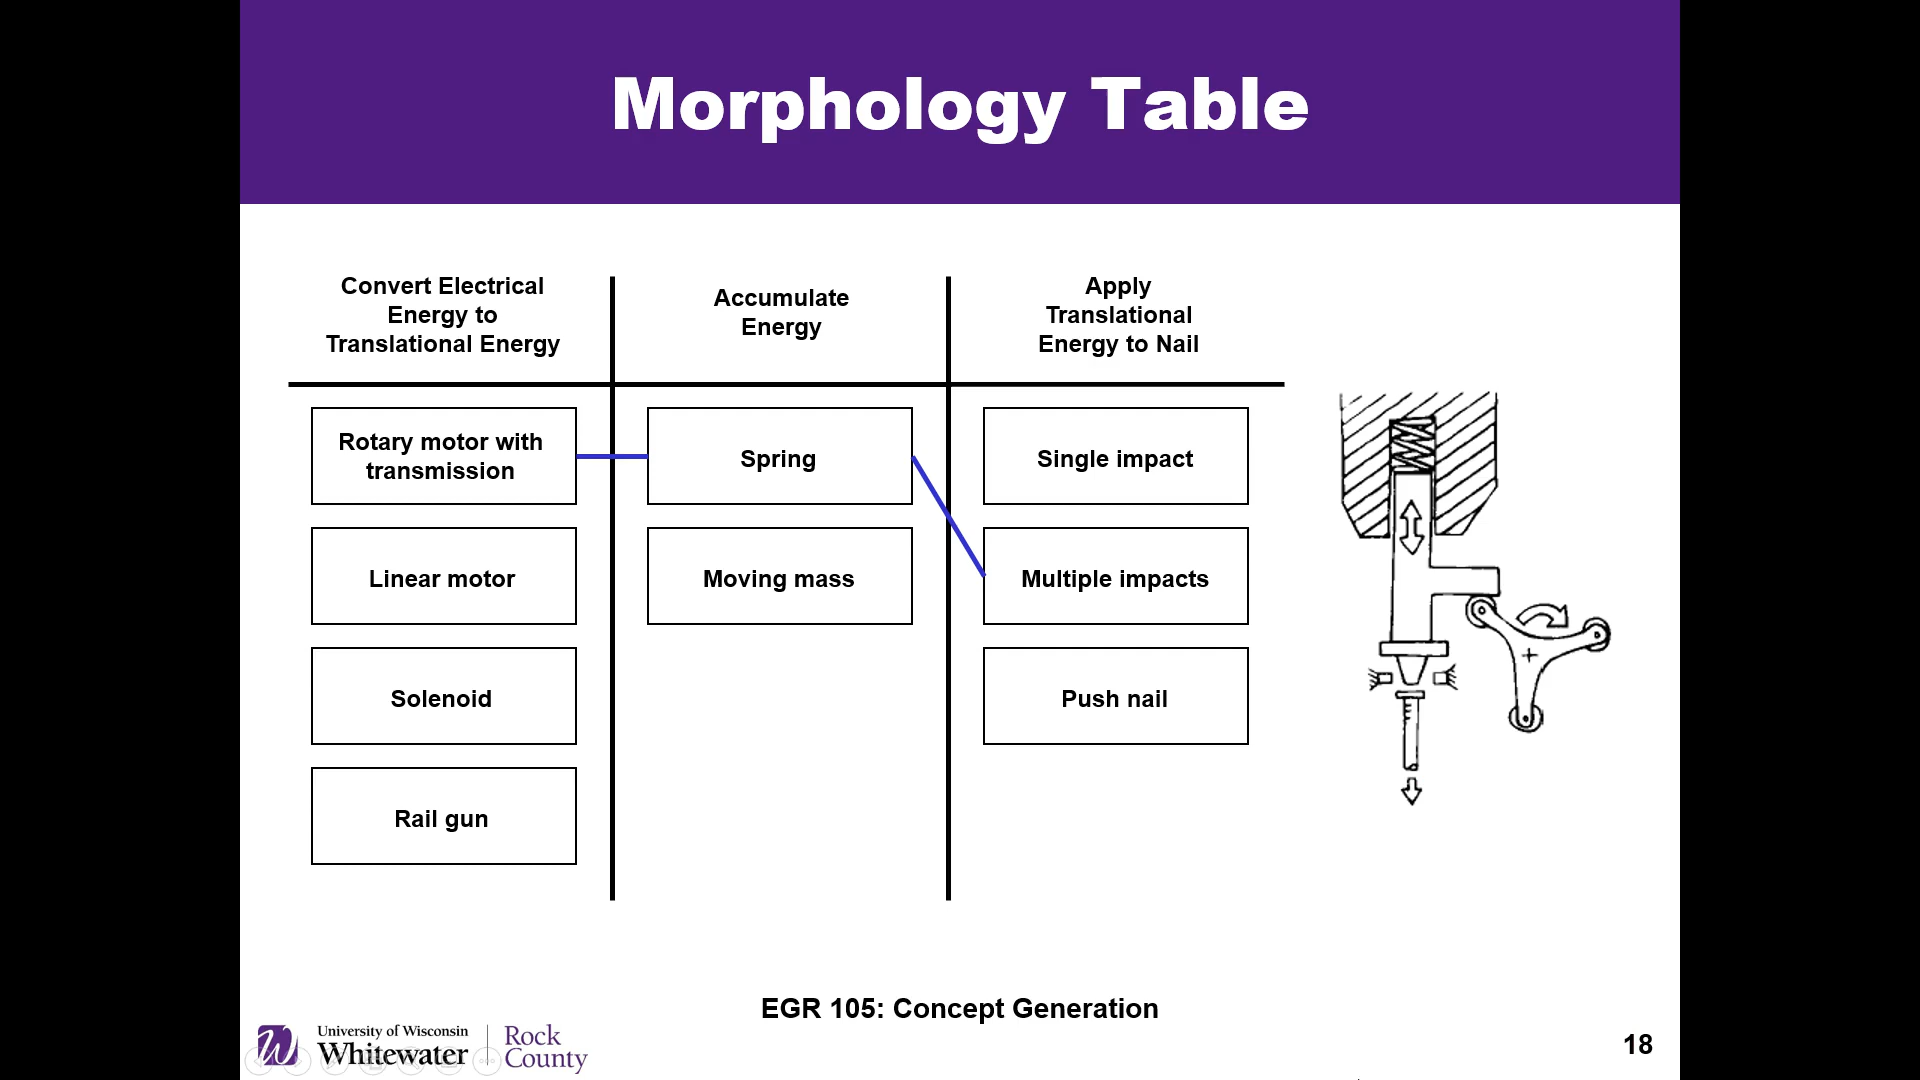 Morphology Table
Convert Electrical
Energy to
Translational Energy
Accumulate
Energy
Apply
Translational
Energy to Nail
Rotary motor with
transmission
Spring
Single impact
Linear motor
Moving mass
Multiple impacts
Solenoid
Push nail
Rail gun
EGR 105: Concept Generation
University of Wisconsin
Whitewater
Rock
County
18